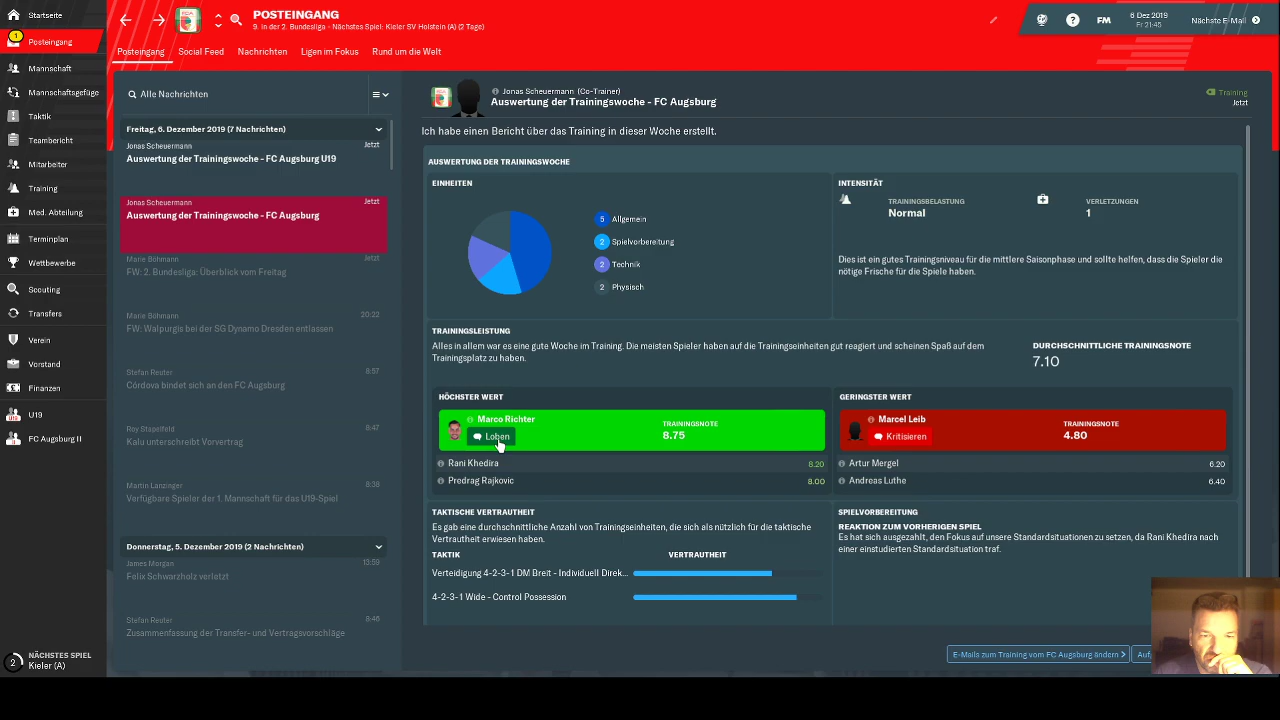 Startseite
POSTEINGANG
9. in der 2. Bundesliga - Nächstes Spiel: Kieler SV Holstein (A) (2 Tage)
FM
6 Dez 2019
Fr 21:45
Nächste E-Mail
1
Posteingang
Mannschaft
Mannschaftsgefüge
Taktik
Teambericht
Mitarbeiter
Training
Med. Abteilung
Terminplan
Wettbewerbe
Scouting
Transfers
Verein
Vorstand
Finanzen
U19
FC Augsburg II
2
NÄCHSTES SPIEL
Kieler (A)
Posteingang
Social Feed
Nachrichten
Ligen im Fokus
Rund um die Welt
Alle Nachrichten
Freitag, 6. Dezember 2019 (7 Nachrichten)
Jonas Scheuermann
Jetzt
Auswertung der Trainingswoche - FC Augsburg U19
Jonas Scheuermann
Jetzt
Auswertung der Trainingswoche - FC Augsburg
Marie Böhmann
Jetzt
FW: 2. Bundesliga: Überblick vom Freitag
Marie Böhmann
20:22
FW: Walpurgis bei der SG Dynamo Dresden entlassen
Stefan Reuter
8:57
Córdova bindet sich an den FC Augsburg
Roy Stapelfeld
8:47
Kalu unterschreibt Vorvertrag
Martin Lanzinger
8:38
Verfügbare Spieler der 1. Mannschaft für das U19-Spiel
Donnerstag, 5. Dezember 2019 (2 Nachrichten)
James Morgan
13:59
Felix Schwarzholz verletzt
Stefan Reuter
8:46
Zusammenfassung der Transfer- und Vertragsvorschläge
Jonas Scheuermann (Co-Trainer)
Auswertung der Trainingswoche - FC Augsburg
Training
Jetzt
Ich habe einen Bericht über das Training in dieser Woche erstellt.
AUSWERTUNG DER TRAININGSWOCHE
EINHEITEN
5 Allgemein
2 Spielvorbereitung
2 Technik
2 Physisch
INTENSITÄT
TRAININGSBELASTUNG
Normal
VERLETZUNGEN
1
Dies ist ein gutes Trainingsniveau für die mittlere Saisonphase und sollte helfen, dass die Spieler die
nötige Frische für die Spiele haben.
TRAININGSLEISTUNG
Alles in allem war es eine gute Woche im Training. Die meisten Spieler haben auf die Trainingseinheiten gut reagiert und scheinen Spaß auf dem
Trainingsplatz zu haben.
DURCHSCHNITTLICHE TRAININGSNOTE
7.10
HÖCHSTER WERT
Marco Richter
Loben
TRAININGSNOTE
8.75
Rani Khedira
8.20
Predrag Rajkovic
8.00
GERINGSTER WERT
Marcel Leib
Kritisieren
TRAININGSNOTE
4.80
Artur Mergel
6.20
Andreas Luthe
6.40
TAKTISCHE VERTRAUTHEIT
Es gab eine durchschnittliche Anzahl von Trainingseinheiten, die sich als nützlich für die taktische
Vertrautheit erwiesen haben.
TAKTIK
VERTRAUTHEIT
Verteidigung 4-2-3-1 DM Breit - Individuell Direk...
4-2-3-1 Wide - Control Possession
SPIELVORBEREITUNG
REAKTION ZUM VORHERIGEN SPIEL
Es hat sich ausgezahlt, den Fokus auf unsere Standardsituationen zu setzen, da Rani Khedira nach
einer einstudierten Standardsituation traf.
E-Mails zum Training vom FC Augsburg ändern